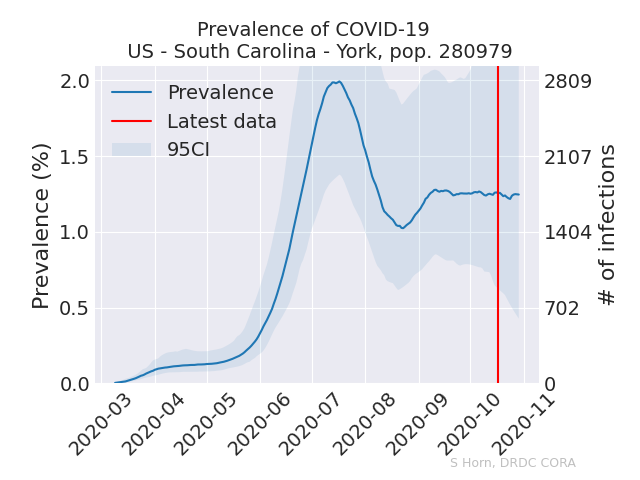 Prevalence of COVID-19
US - South Carolina - York, pop. 280979
Prevalence
Latest data
95CI
Prevalence (%)
2.0
1.5
1.0
0.5
0.0
2809
2107
1404
702
0
# of infections
2020-03
2020-04
2020-05
2020-06
2020-07
2020-08
2020-09
2020-10
2020-11
S Horn, DRDC CORA